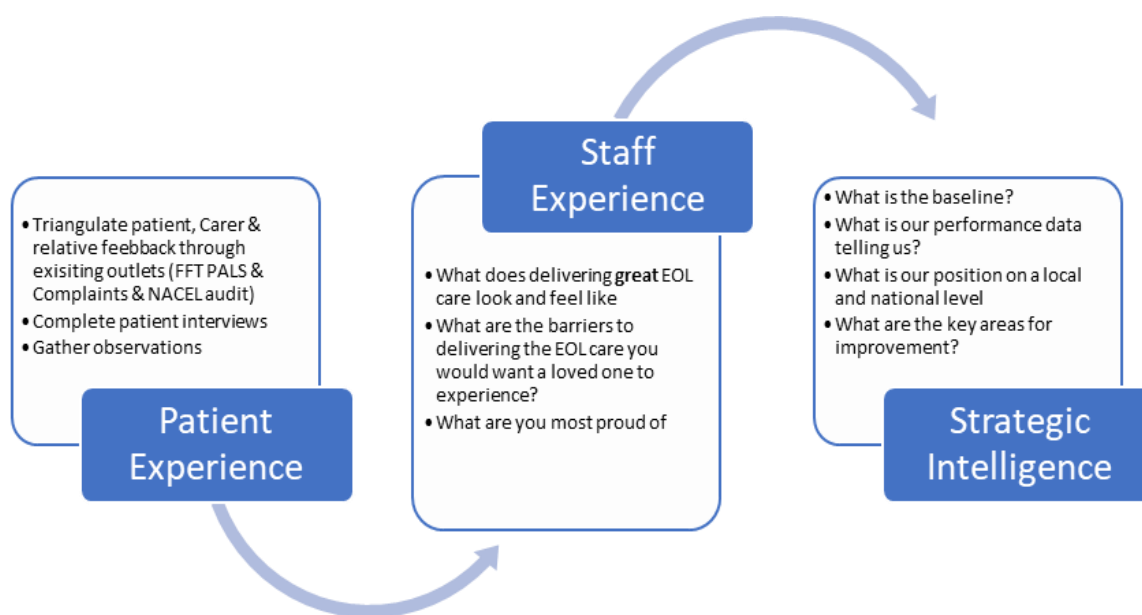 • Triangulate patient, Carer &
relative feebback through
exisiting outlets (FFT PALS &
Complaints & NACEL audit)
• Complete patient interviews
• Gather observations
Patient
Experience
Staff
Experience
• What does delivering great EOL
care look and feel like
• What are the barriers to
delivering the EOL care you
would want a loved one to
experience?
• What are you most proud of
• What is the baseline?
• What is our performance data
telling us?
• What is our position on a local
and national level
• What are the key areas for
improvement?
Strategic
Intelligence